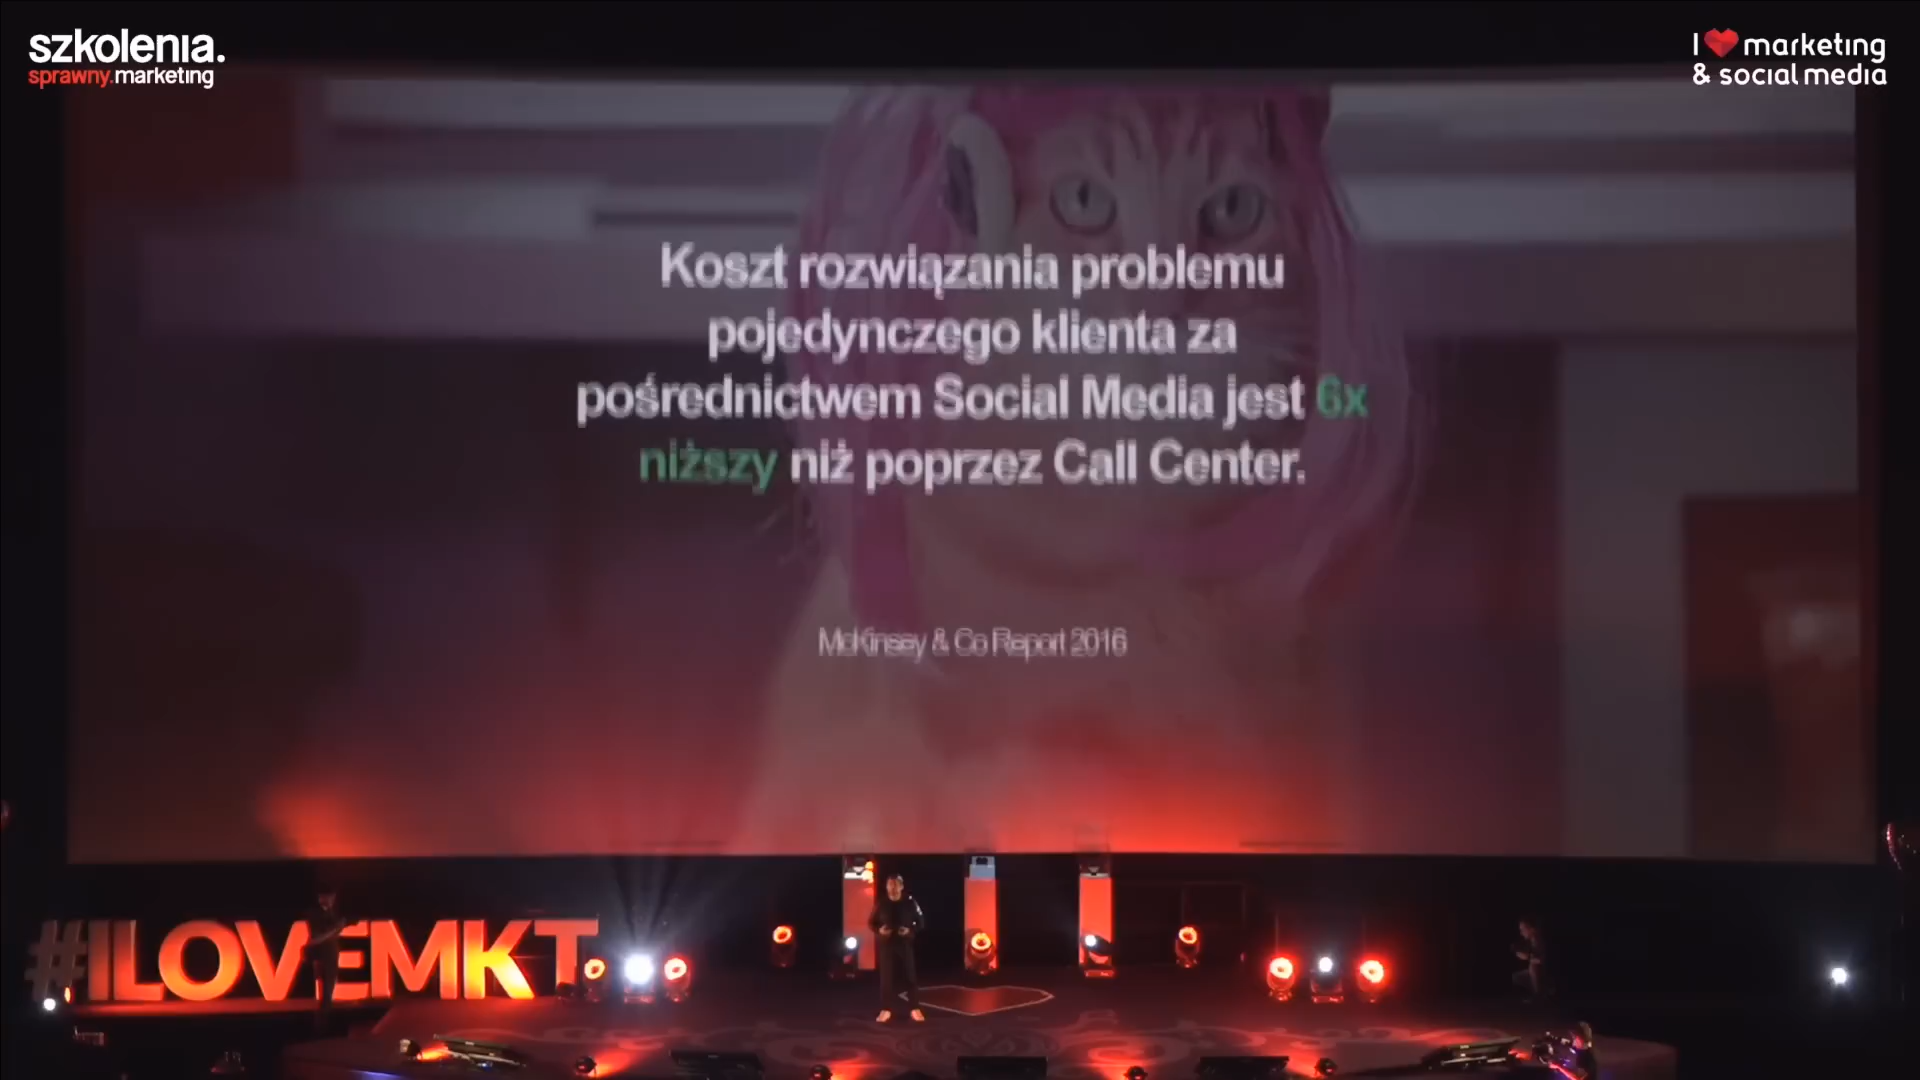 szkolenia.
sprawny.marketing
I marketing
& social media
Koszt rozwiązania problemu
pojedynczego klienta za
pośrednictwem Social Media jest 6x
niższy niż poprzez Call Center.
McKinsey & Co Report 2016
#ILOVEMKT